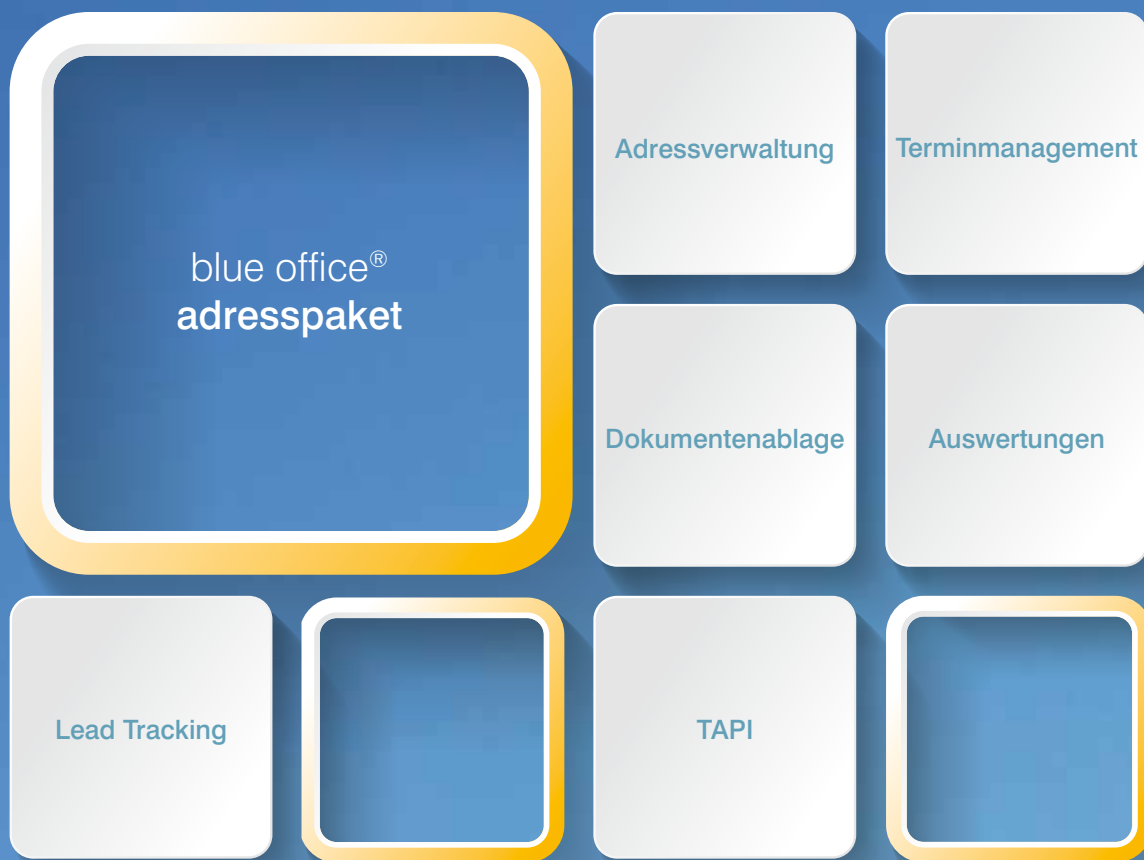 blue office®
adresspaket
Adressverwaltung
Terminmanagement
Dokumentenablage
Auswertungen
Lead Tracking
TAPI